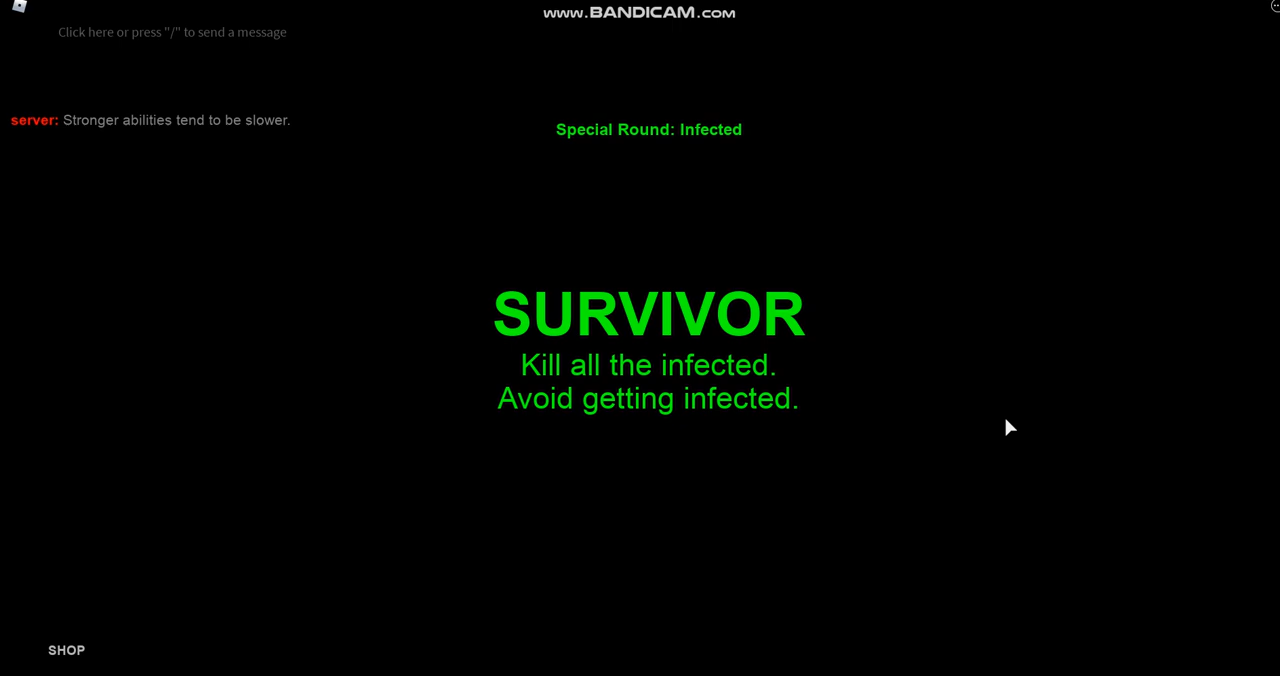 www.BANDICAM.com
Click here or press "/" to send a message
server: Stronger abilities tend to be slower.
Special Round: Infected
SURVIVOR
Kill all the infected.
Avoid getting infected.
SHOP